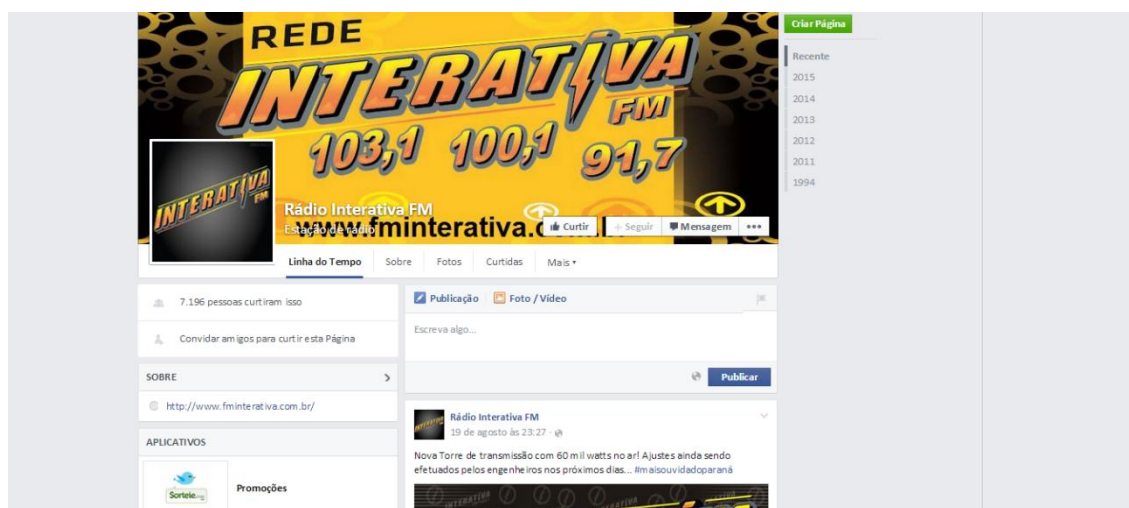 REDE
INTERATIVA
FM
103,1 100,1 91,7
INTERATIVA
FM
Rádio Interativa FM
Estação de rádio
www.fminterativa.c
Curtir
+ Seguir
Mensagem
Criar Página
Recente
2015
2014
2013
2012
2011
1994
Linha do Tempo Sobre Fotos Curtidas Mais
7.196 pessoas curtiram isso
Convidar amigos para curtir esta Página
SOBRE
http://www.fminterativa.com.br/
APLICATIVOS
Sorteie
Promoções
Publicação Foto / Vídeo
Escreva algo...
Publicar
Rádio Interativa FM
19 de agosto às 23:27
Nova Torre de transmissão com 60 mil watts no ar! Ajustes ainda sendo
efetuados pelos engenheiros nos próximos dias... #maisouvidadoparaná
INTERATIVA